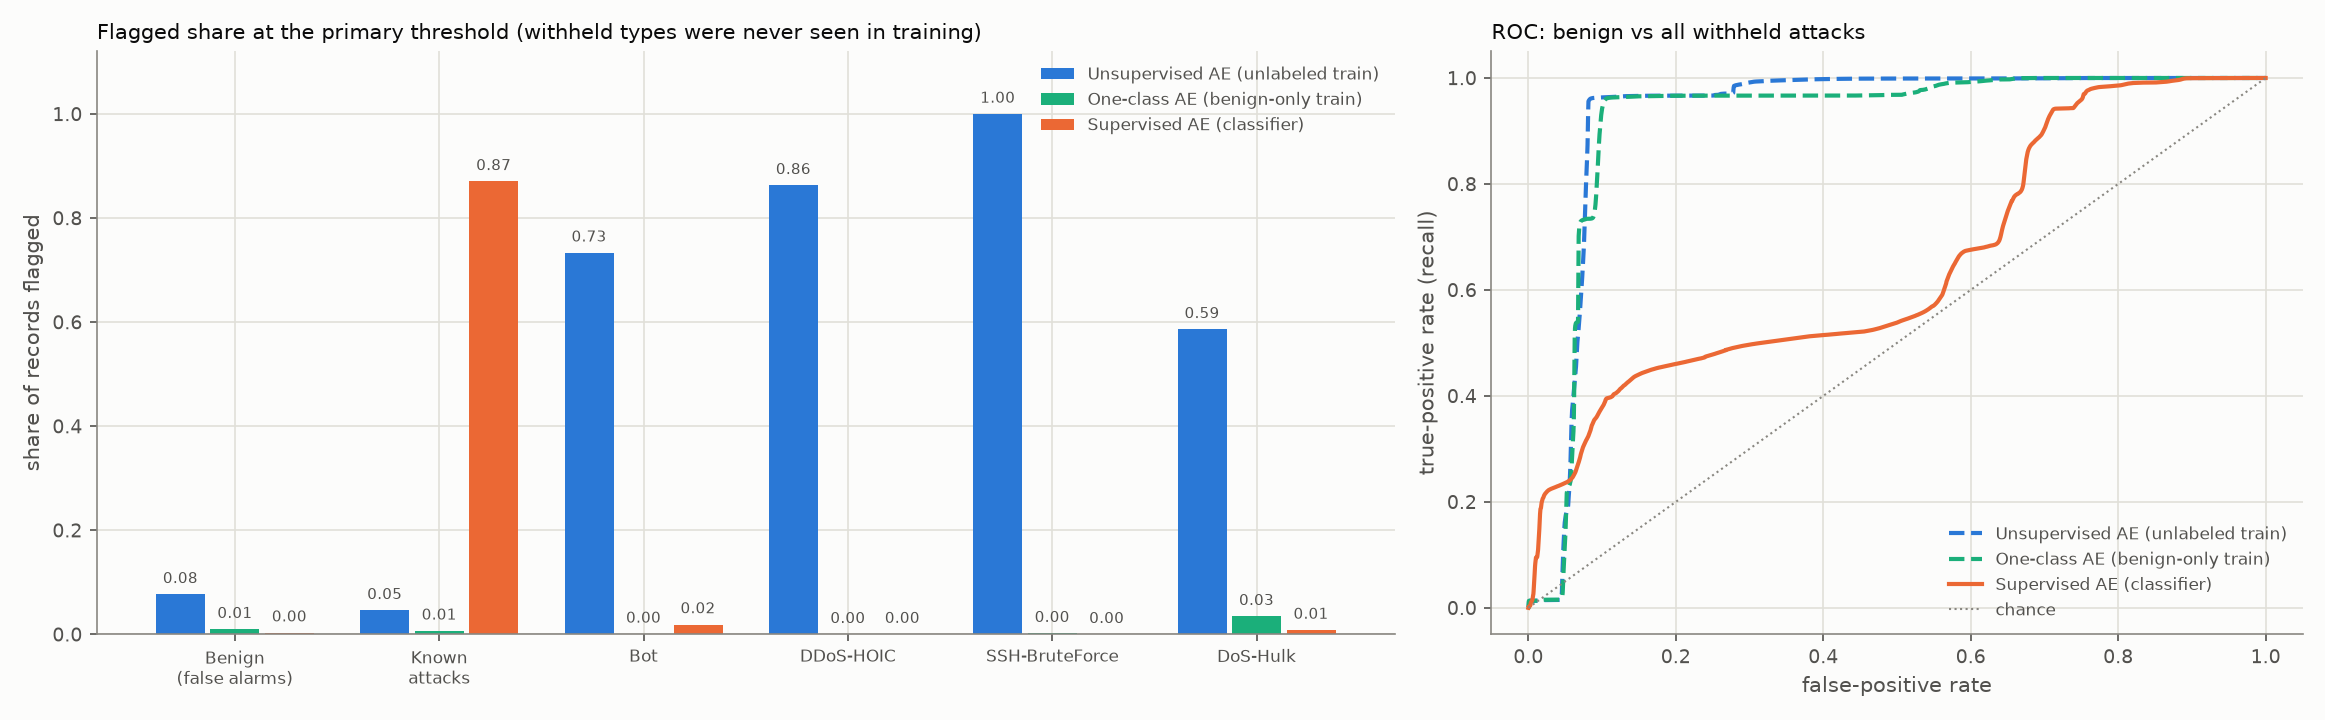 Flagged share at the primary threshold (withheld types were never seen in training)
Unsupervised AE (unlabeled train)
One-class AE (benign-only train)
Supervised AE (classifier)
share of records flagged
1.0
0.8
0.6
0.4
0.2
0.0
0.08
0.01
0.00
0.05
0.01
0.87
0.73
0.00
0.02
0.86
0.00
0.00
1.00
0.00
0.00
0.59
0.03
0.01
Benign
(false alarms)
Known
attacks
Bot
DDoS-HOIC
SSH-BruteForce
DoS-Hulk
ROC: benign vs all withheld attacks
true-positive rate (recall)
1.0
0.8
0.6
0.4
0.2
0.0
Unsupervised AE (unlabeled train)
One-class AE (benign-only train)
Supervised AE (classifier)
chance
0.0
0.2
0.4
0.6
0.8
1.0
false-positive rate